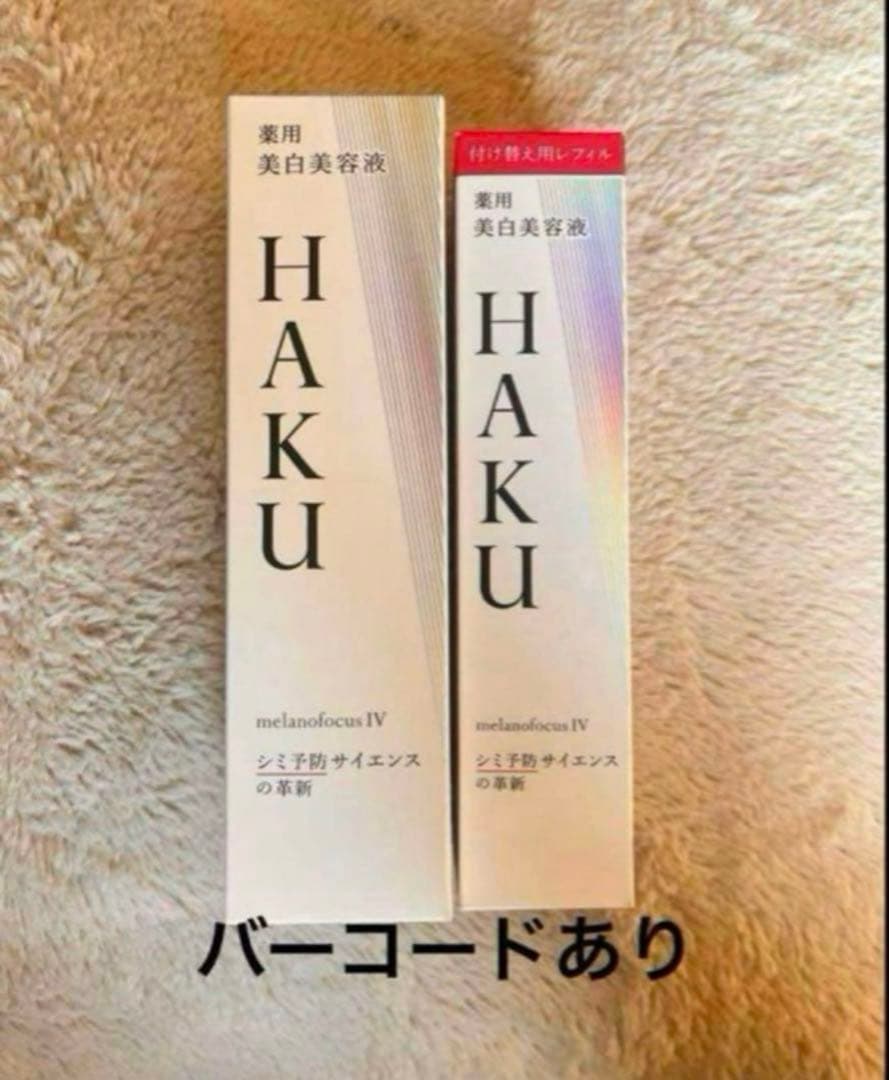 薬用
美白美容液
HAKU
melanofocus IV
シミ予防サイエンス
の革新
付け替え用レフィル
薬用
美白美容液
HAKU
melanofocus IV
シミ予防サイエンス
の革新
バーコードあり